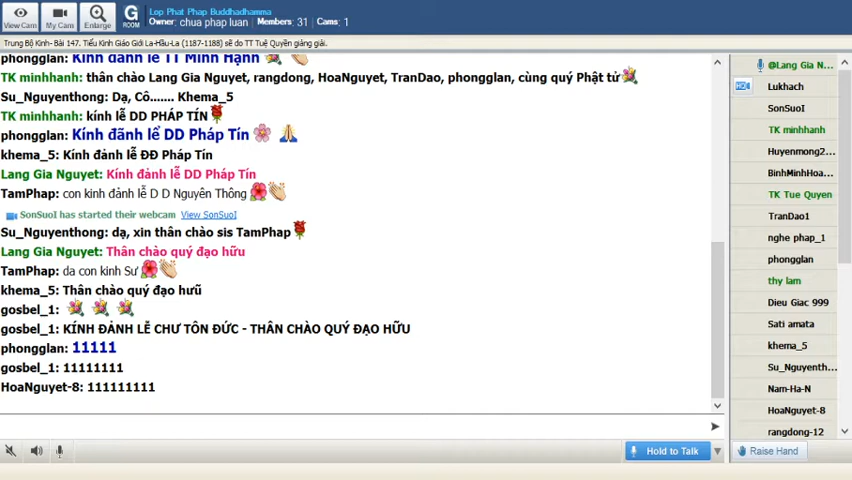 View Cam
My Cam
Enlarge
G
ROOM
Lop Phat Phap Buddhadhamma
Owner: chua phap luan Members: 31 Cams: 1
Trung Bộ Kinh- Bài 147. Tiểu Kinh Giáo Giới La-Hầu-La (1187-1188) sẽ do TT Tuệ Quyền giảng giải.
phongglan: Kính đảnh lễ TT Minh Hạnh
TK minhhanh: thân chào Lang Gia Nguyet, rangdong, HoaNguyet, TranDao, phongglan, cùng quý Phật tử
Su_Nguyenthong: Dạ, Cô....... Khema_5
TK minhhanh: kính lễ DD PHÁP TÍN
phongglan: Kính đãnh lể DD Pháp Tín
khema_5: Kính đảnh lễ ĐĐ Pháp Tín
Lang Gia Nguyet: Kính đảnh lễ DD Pháp Tín
TamPhap: con kinh đảnh lễ D D Nguyên Thông
SonSuoI has started their webcam View SonSuoI
Su_Nguyenthong: dạ, xin thân chào sis TamPhap
Lang Gia Nguyet: Thân chào quý đạo hữu
TamPhap: da con kinh Sư
khema_5: Thân chào quý đạo hưũ
gosbel_1:
gosbel_1: KÍNH ĐẢNH LỄ CHƯ TÔN ĐỨC - THÂN CHÀO QUÝ ĐẠO HỮU
phongglan: 11111
gosbel_1: 11111111
HoaNguyet-8: 111111111
Hold to Talk
Raise Hand
@Lang Gia N...
HD
Lukhach
SonSuoI
TK minhhanh
Huyenmong2...
BinhMinhHoa...
TK Tue Quyen
TranDao1
nghe phap_1
phongglan
thy lam
Dieu Giac 999
Sati amata
khema_5
Su_Nguyenth...
Nam-Ha-N
HoaNguyet-8
rangdong-12